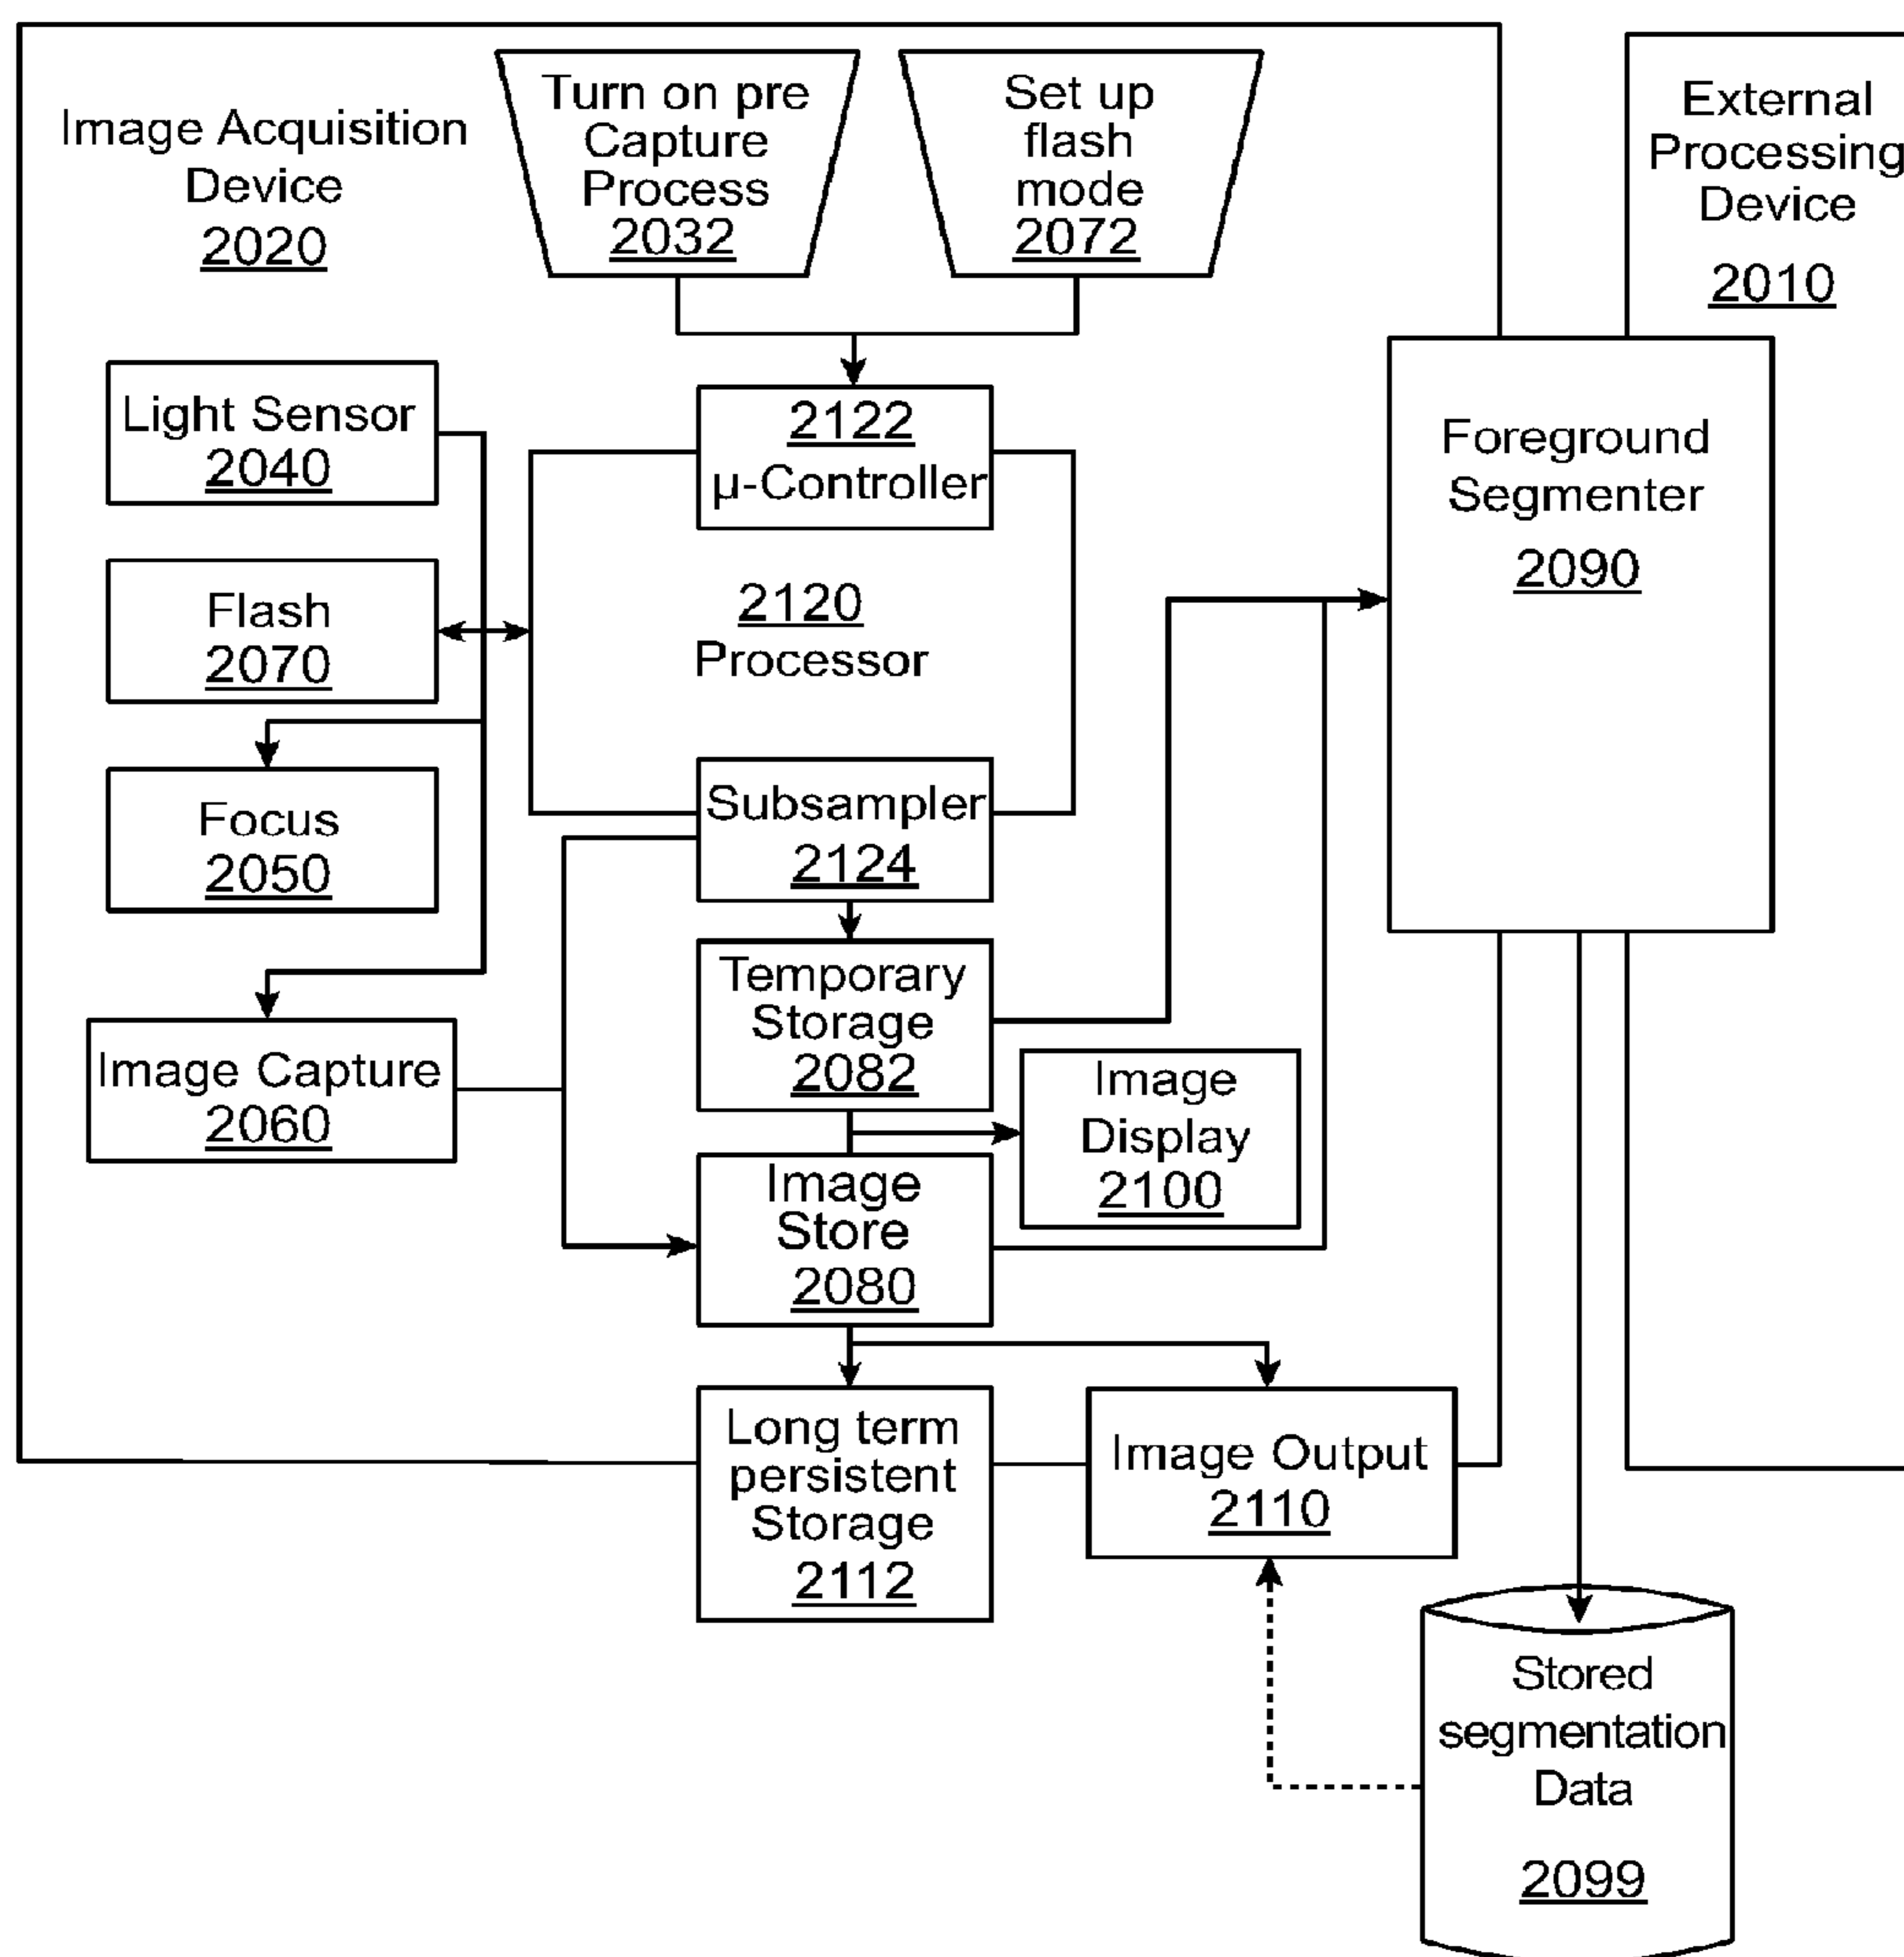 Image Acquisition
Device
2020
Turn on pre
Capture
Process
2032
Set up
flash
mode
2072
External
Processing
Device
2010
Light Sensor
2040
2122
µ-Controller
Foreground
Segmenter
2090
Flash
2070
2120
Processor
Focus
2050
Subsampler
2124
Temporary
Storage
2082
Image Capture
2060
Image
Display
2100
Image
Store
2080
Long term
persistent
Storage
2112
Image Output
2110
Stored
segmentation
Data
2099